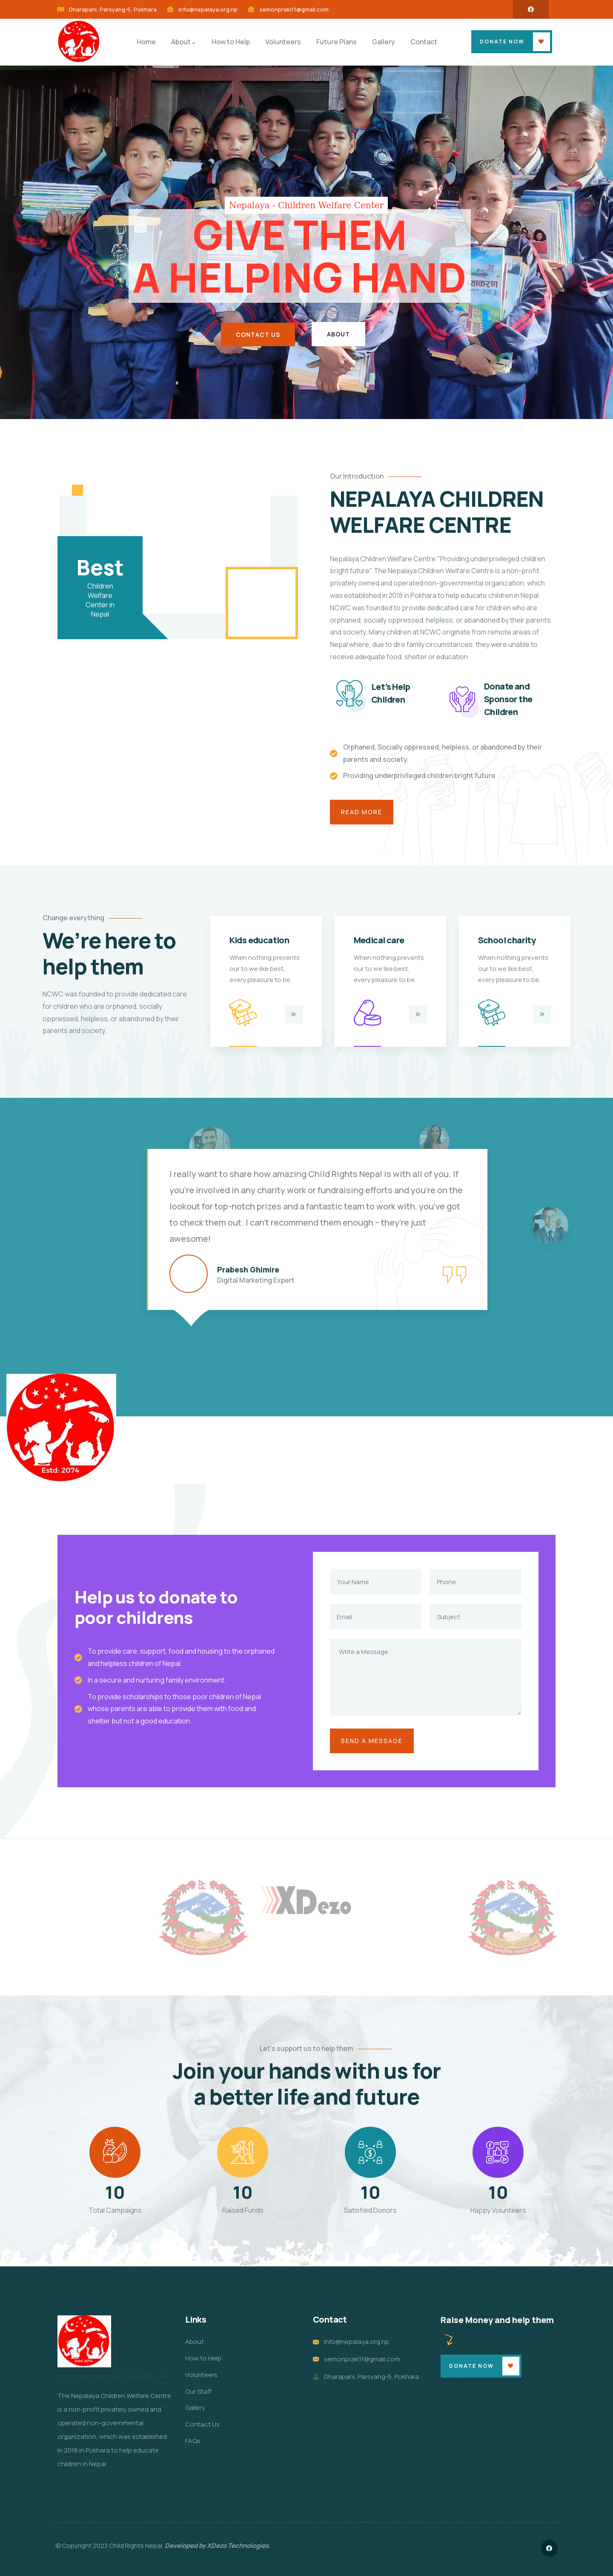 Dharapani, Parsyang-5, Pokhara
info@nepalaya.org.np
semonprakl11@gmail.com
Home
About
How to Help
Volunteers
Future Plans
Gallery
Contact
DONATE NOW
Nepalaya - Children Welfare Center
GIVE THEM
A HELPING HAND
CONTACT US
ABOUT
Best
Children
Welfare
Center in
Nepal
Our Introduction
NEPALAYA CHILDREN
WELFARE CENTRE
Nepalaya Children Welfare Centre "Providing underprivileged children
bright future" The Nepalaya Children Welfare Centre is a non-profit
privately owned and operated non-governmental organization, which
was established in 2018 in Pokhara to help educate children in Nepal.
NCWC was founded to provide dedicated care for children who are
orphaned, socially oppressed, helpless, or abandoned by their parents
and society. Many children at NCWC originate from remote areas of
Nepal where, due to dire family circumstances, they were unable to
receive adequate food, shelter or education.
Let's Help
Children
Donate and
Sponsor the
Children
Orphaned, Socially oppressed, helpless, or abandoned by their
parents and society.
Providing underprivileged children bright future
READ MORE
Change everything
We're here to
help them
NCWC was founded to provide dedicated care
for children who are orphaned, socially
oppressed, helpless, or abandoned by their
parents and society.
Kids education
When nothing prevents
our to we like best,
every pleasure to be.
Medical care
When nothing prevents
our to we like best,
every pleasure to be.
School charity
When nothing prevents
our to we like best,
every pleasure to be.
I really want to share how amazing Child Rights Nepal is with all of you. If
you're involved in any charity work or fundraising efforts and you're on the
lookout for top-notch prizes and a fantastic team to work with, you've got
to check them out. I can't recommend them enough – they're just
awesome!
Prabesh Ghimire
Digital Marketing Expert
Estd: 2074
Help us to donate to
poor childrens
To provide care, support, food and housing to the orphaned
and helpless children of Nepal.
In a secure and nurturing family environment.
To provide scholarships to those poor children of Nepal
whose parents are able to provide them with food and
shelter but not a good education.
Your Name
Phone
Email
Subject
Write a Message
SEND A MESSAGE
XDezo
Let's support us to help them
Join your hands with us for
a better life and future
10
Total Campaigns
10
Raised Funds
10
Satisfied Donors
10
Happy Volunteers
Estd: 2074
The Nepalaya Children Welfare Centre
is a non-profit privately owned and
operated non-governmental
organization, which was established
in 2018 in Pokhara to help educate
children in Nepal
Links
About
How to Help
Volunteers
Our Staff
Gallery
Contact Us
FAQs
Contact
info@nepalaya.org.np
semonprakl11@gmail.com
Dharapani, Parsyang-5, Pokhara
Raise Money and help them
DONATE NOW
© Copyright 2023 Child Rights Nepal. Developed by XDezo Technologies.